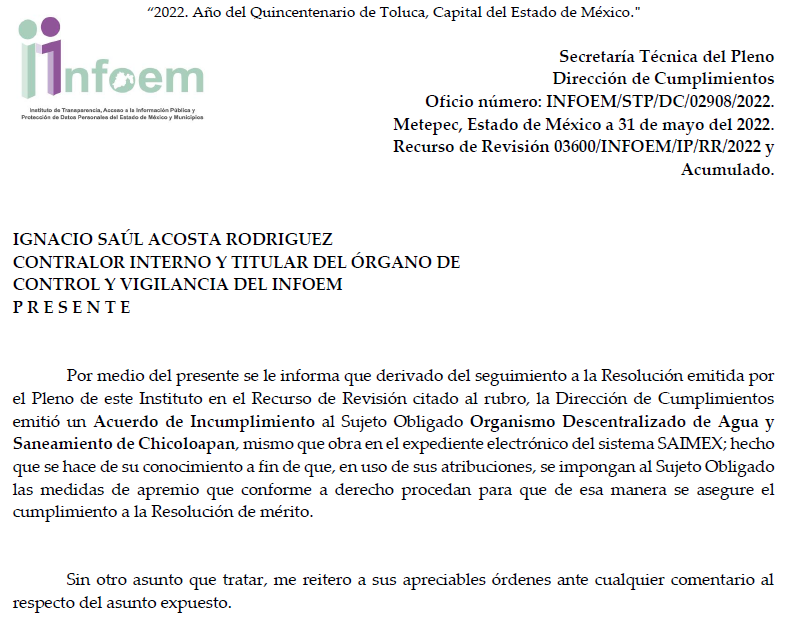 “2022. Año del Quincentenario de Toluca, Capital del Estado de México."
infoem
Instituto de Transparencia, Acceso a la Información Pública y
Protección de Datos Personales del Estado de México y Municipios
Secretaría Técnica del Pleno
Dirección de Cumplimientos
Oficio número: INFOEM/STP/DC/02908/2022.
Metepec, Estado de México a 31 de mayo del 2022.
Recurso de Revisión 03600/INFOEM/IP/RR/2022 y
Acumulado.
IGNACIO SAÚL ACOSTA RODRIGUEZ
CONTRALOR INTERNO Y TITULAR DEL ÓRGANO DE
CONTROL Y VIGILANCIA DEL INFOEM
P R E S E N T E
Por medio del presente se le informa que derivado del seguimiento a la Resolución emitida por
el Pleno de este Instituto en el Recurso de Revisión citado al rubro, la Dirección de Cumplimientos
emitió un Acuerdo de Incumplimiento al Sujeto Obligado Organismo Descentralizado de Agua y
Saneamiento de Chicoloapan, mismo que obra en el expediente electrónico del sistema SAIMEX; hecho
que se hace de su conocimiento a fin de que, en uso de sus atribuciones, se impongan al Sujeto Obligado
las medidas de apremio que conforme a derecho procedan para que de esa manera se asegure el
cumplimiento a la Resolución de mérito.
Sin otro asunto que tratar, me reitero a sus apreciables órdenes ante cualquier comentario al
respecto del asunto expuesto.